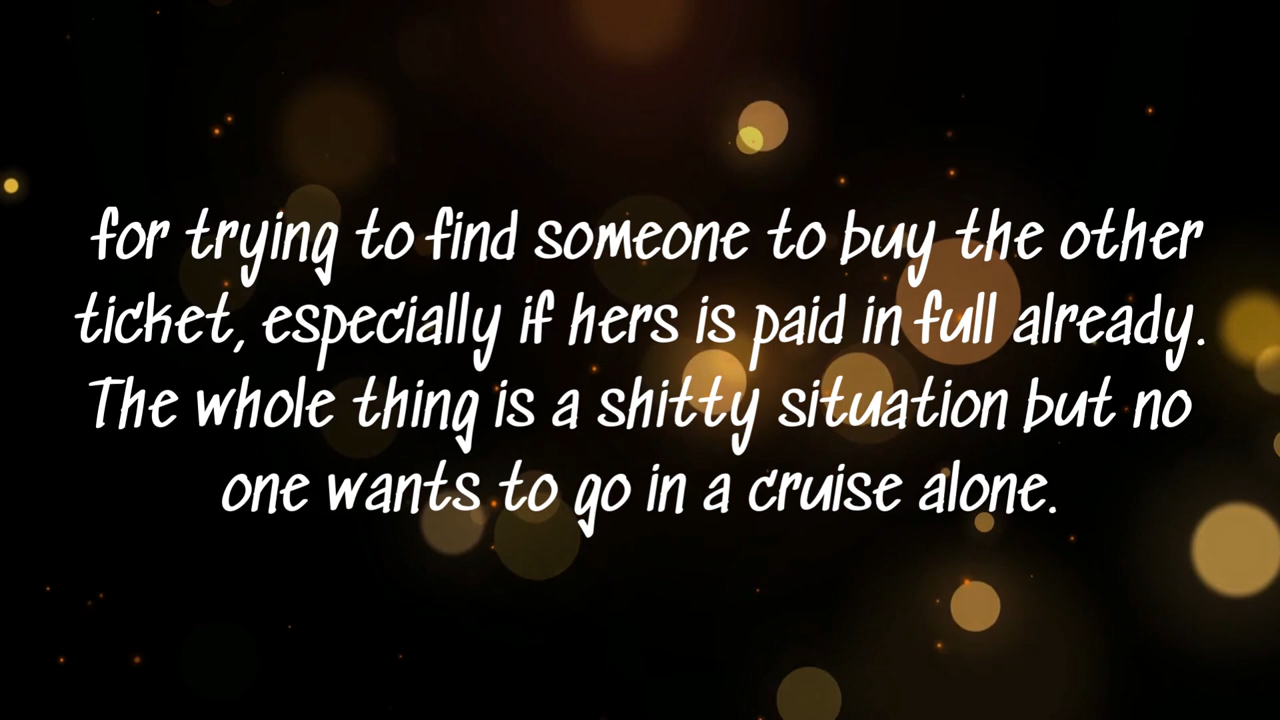 for trying to find someone to buy the other
ticket, especially if hers is paid in full already.
The whole thing is a shitty situation but no
one wants to go in a cruise alone.